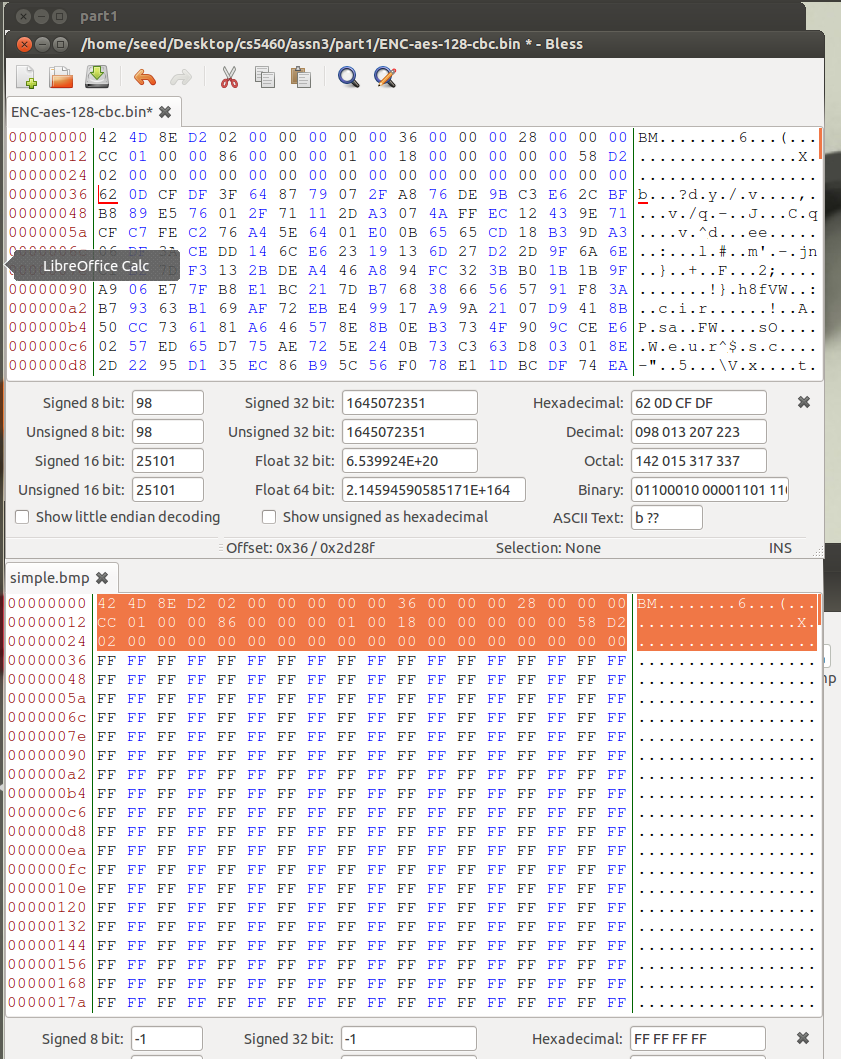 part1
/home/seed/Desktop/cs5460/assn3/part1/ENC-aes-128-cbc.bin * - Bless
ENC-aes-128-cbc.bin*
00000000 42 4D 8E D2 02 00 00 00 00 00 36 00 00 00 28 00 00 00 BM........6...(...
00000012 CC 01 00 00 86 00 00 00 01 00 18 00 00 00 00 00 58 D2 ................X.
00000024 02 00 00 00 00 00 00 00 00 00 00 00 00 00 00 00 00 00 ..................
00000036 62 0D CF DF 3F 64 87 79 07 2F A8 76 DE 9B C3 E6 2C BF b...?d.y./.v....,.
00000048 B8 89 E5 76 01 2F 71 11 2D A3 07 4A FF EC 12 43 9E 71 ...v./q.-..J...C.q
0000005a CF C7 FE C2 76 A4 5E 64 01 E0 0B 65 65 CD 18 B3 9D A3 ....v.^d...ee.....
3A CE DD 14 6C E6 23 19 13 6D 27 D2 2D 9F 6A 6E ..:...l.#..m'.-.jn
LibreOffice Calc
F3 13 2B DE A4 46 A8 94 FC 32 3B B0 1B 1B 9F ..}..+..F...2;....
00000090 A9 06 E7 7F B8 E1 BC 21 7D B7 68 38 66 56 57 91 F8 3A .......!}.h8fVW..:
000000a2 B7 93 63 B1 69 AF 72 EB E4 99 17 A9 9A 21 07 D9 41 8B ..c.i.r......!..A.
000000b4 50 CC 73 61 81 A6 46 57 8E 8B 0E B3 73 4F 90 9C CE E6 P.sa..FW....sO....
000000c6 02 57 ED 65 D7 75 AE 72 5E 24 0B 73 C3 63 D8 03 01 8E .W.e.u.r^$.s.c....
000000d8 2D 22 95 D1 35 EC 86 B9 5C 56 F0 78 E1 1D BC DF 74 EA -"..5...\V.x....t.
Signed 8 bit: 98 Signed 32 bit: 1645072351 Hexadecimal: 62 0D CF DF
Unsigned 8 bit: 98 Unsigned 32 bit: 1645072351 Decimal: 098 013 207 223
Signed 16 bit: 25101 Float 32 bit: 6.539924E+20 Octal: 142 015 317 337
Unsigned 16 bit: 25101 Float 64 bit: 2.14594590585171E+164 Binary: 01100010 00001101 110
Show little endian decoding Show unsigned as hexadecimal ASCII Text: b ??
Offset: 0x36 / 0x2d28f Selection: None INS
simple.bmp
00000000 42 4D 8E D2 02 00 00 00 00 00 36 00 00 00 28 00 00 00 BM........6...(...
00000012 CC 01 00 00 86 00 00 00 01 00 18 00 00 00 00 00 58 D2 ................X.
00000024 02 00 00 00 00 00 00 00 00 00 00 00 00 00 00 00 00 00 ..................
00000036 FF FF FF FF FF FF FF FF FF FF FF FF FF FF FF FF FF FF ..................
00000048 FF FF FF FF FF FF FF FF FF FF FF FF FF FF FF FF FF FF ..................
0000005a FF FF FF FF FF FF FF FF FF FF FF FF FF FF FF FF FF FF ..................
0000006c FF FF FF FF FF FF FF FF FF FF FF FF FF FF FF FF FF FF ..................
0000007e FF FF FF FF FF FF FF FF FF FF FF FF FF FF FF FF FF FF ..................
00000090 FF FF FF FF FF FF FF FF FF FF FF FF FF FF FF FF FF FF ..................
000000a2 FF FF FF FF FF FF FF FF FF FF FF FF FF FF FF FF FF FF ..................
000000b4 FF FF FF FF FF FF FF FF FF FF FF FF FF FF FF FF FF FF ..................
000000c6 FF FF FF FF FF FF FF FF FF FF FF FF FF FF FF FF FF FF ..................
000000d8 FF FF FF FF FF FF FF FF FF FF FF FF FF FF FF FF FF FF ..................
000000ea FF FF FF FF FF FF FF FF FF FF FF FF FF FF FF FF FF FF ..................
000000fc FF FF FF FF FF FF FF FF FF FF FF FF FF FF FF FF FF FF ..................
0000010e FF FF FF FF FF FF FF FF FF FF FF FF FF FF FF FF FF FF ..................
00000120 FF FF FF FF FF FF FF FF FF FF FF FF FF FF FF FF FF FF ..................
00000132 FF FF FF FF FF FF FF FF FF FF FF FF FF FF FF FF FF FF ..................
00000144 FF FF FF FF FF FF FF FF FF FF FF FF FF FF FF FF FF FF ..................
00000156 FF FF FF FF FF FF FF FF FF FF FF FF FF FF FF FF FF FF ..................
00000168 FF FF FF FF FF FF FF FF FF FF FF FF FF FF FF FF FF FF ..................
0000017a FF FF FF FF FF FF FF FF FF FF FF FF FF FF FF FF FF FF ..................
Signed 8 bit: -1 Signed 32 bit: -1 Hexadecimal: FF FF FF FF